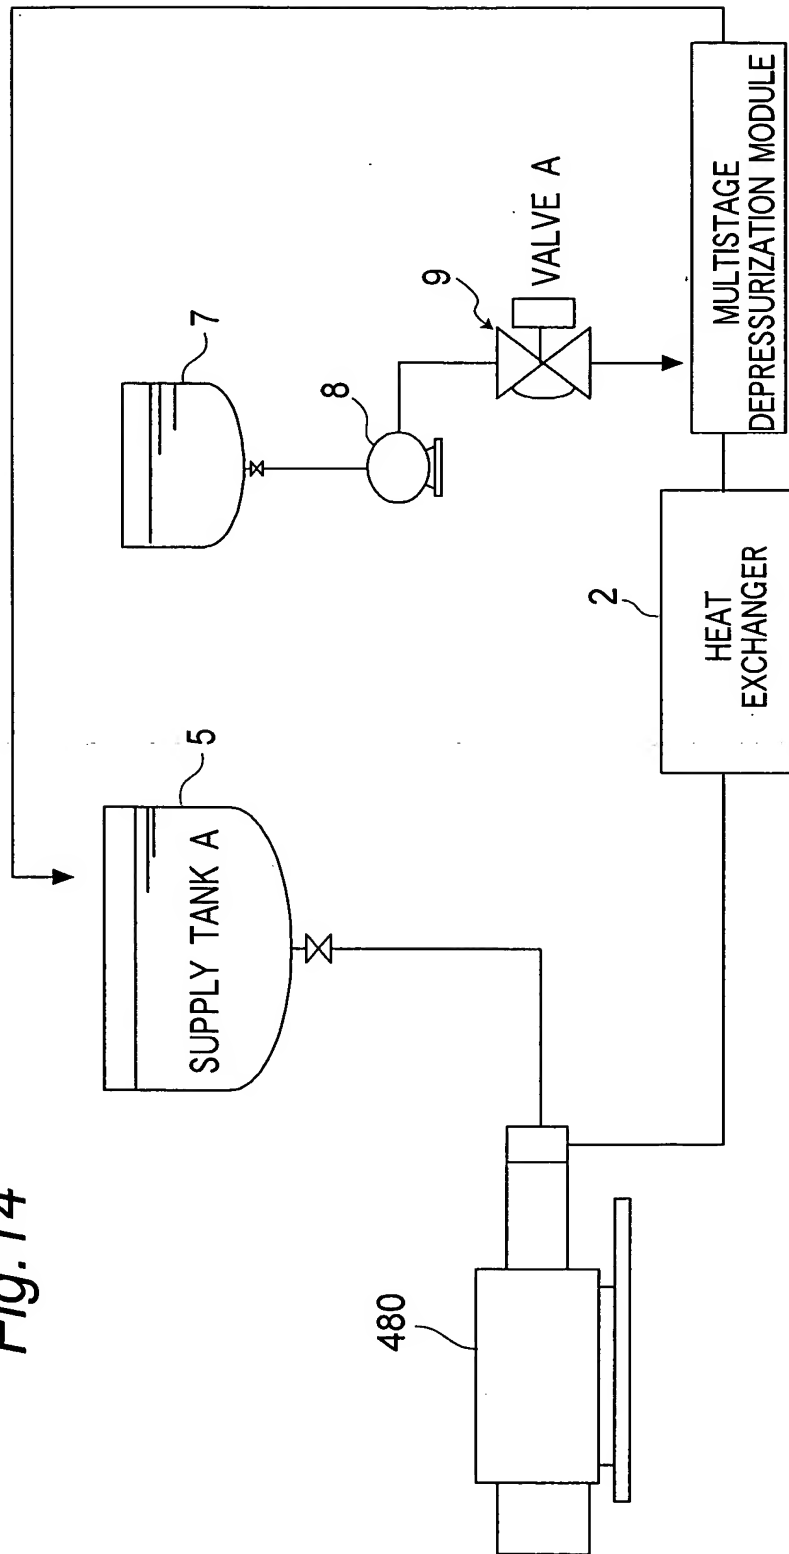 Fig. 14
480
5
SUPPLY TANK A
7
8
9
VALVE A
2
HEAT
EXCHANGER
MULTISTAGE
DEPRESSURIZATION MODULE